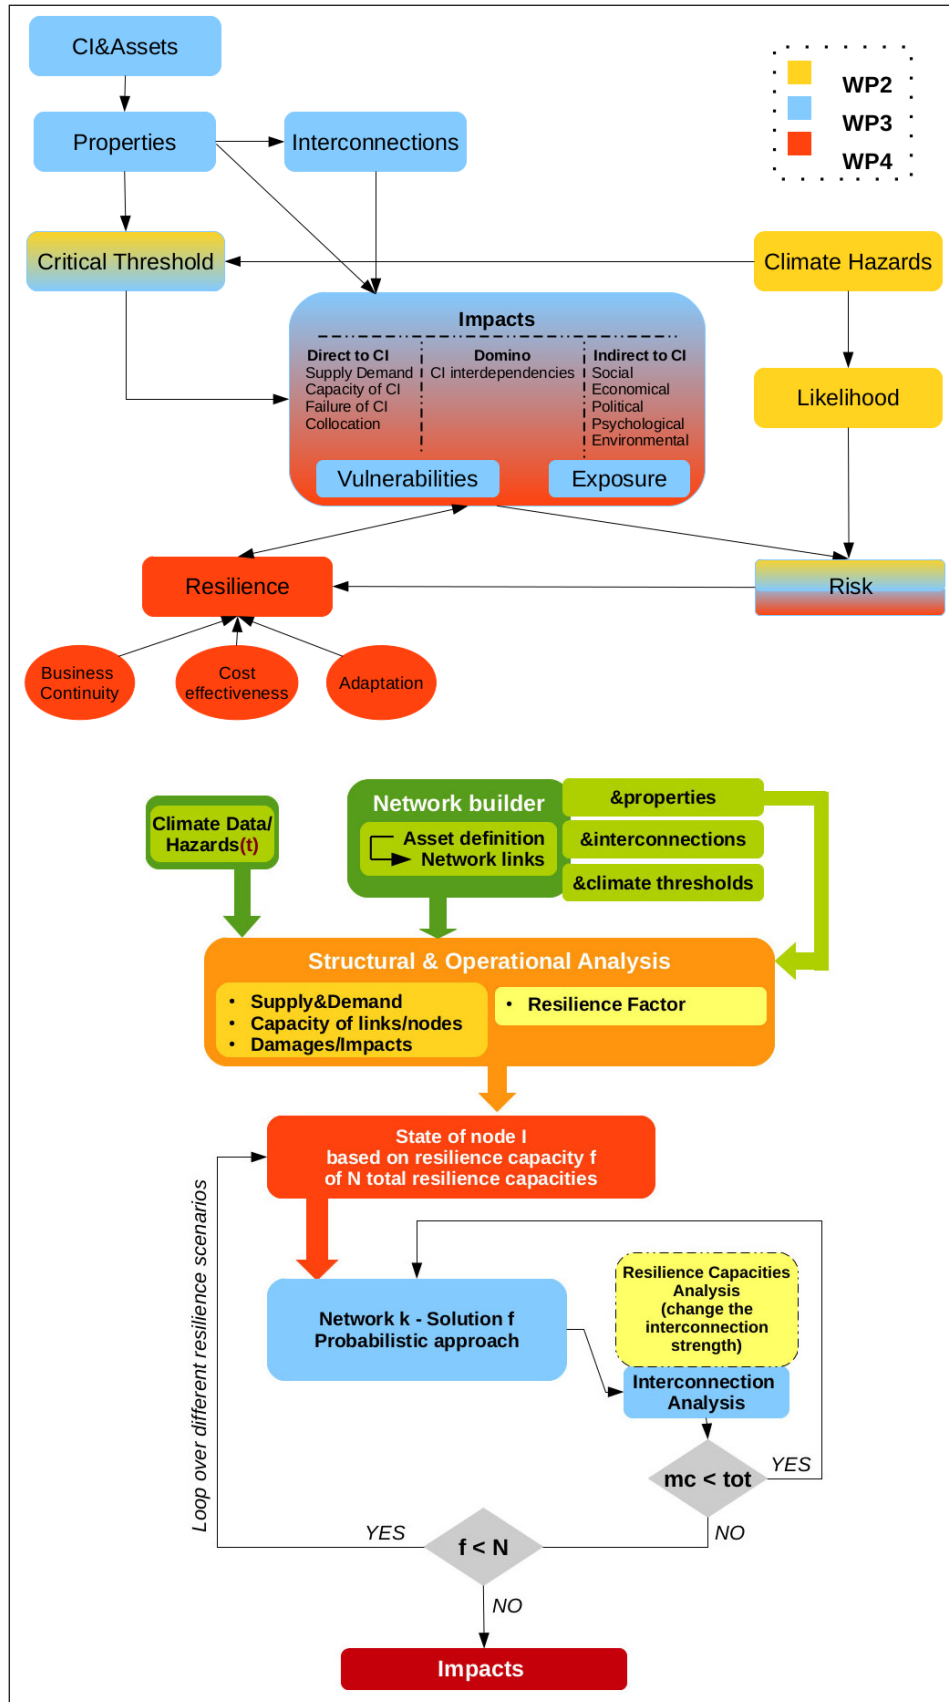 CI&Assets
WP2
WP3
WP4
Properties
Interconnections
Critical Threshold
Climate Hazards
Impacts
Direct to CI
Supply Demand
Capacity of CI
Failure of CI
Collocation
Domino
CI interdependencies
Indirect to CI
Social
Economical
Political
Psychological
Environmental
Likelihood
Vulnerabilities
Exposure
Resilience
Risk
Business
Continuity
Cost
effectiveness
Adaptation
Climate Data/
Hazards(t)
Network builder
Asset definition
Network links
&properties
&interconnections
&climate thresholds
Structural & Operational Analysis
• Supply&Demand
• Capacity of links/nodes
• Damages/Impacts
• Resilience Factor
State of node I
based on resilience capacity f
of N total resilience capacities
Loop over different resilience scenarios
Network k - Solution f
Probabilistic approach
Resilience Capacities
Analysis
(change the
interconnection
strength)
Interconnection
Analysis
mc < tot
YES
NO
f < N
YES
NO
Impacts